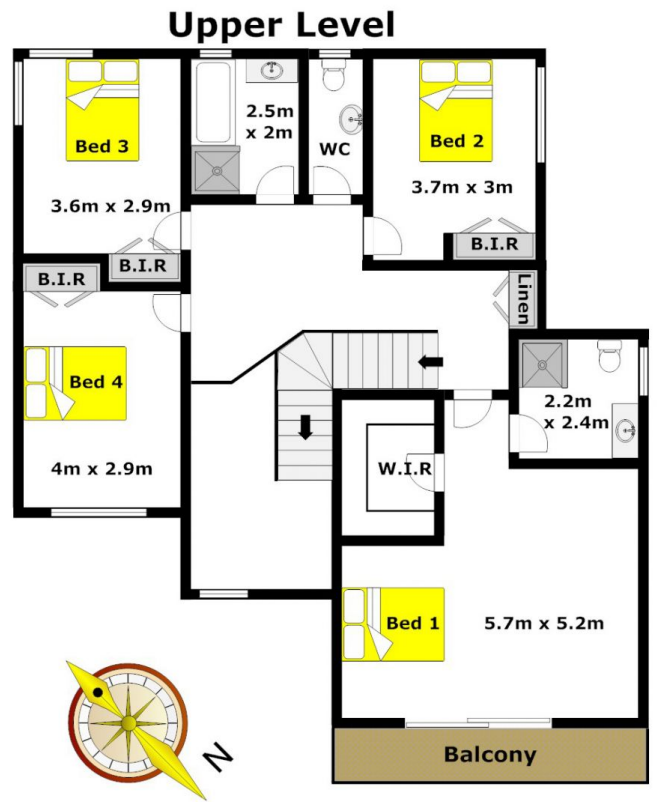 Upper Level
Bed 3
3.6m x 2.9m
B.I.R
2.5m
x 2m
WC
Bed 2
3.7m x 3m
B.I.R
B.I.R
Linen
Bed 4
4m x 2.9m
2.2m
x 2.4m
W.I.R
Bed 1
5.7m x 5.2m
N
Balcony